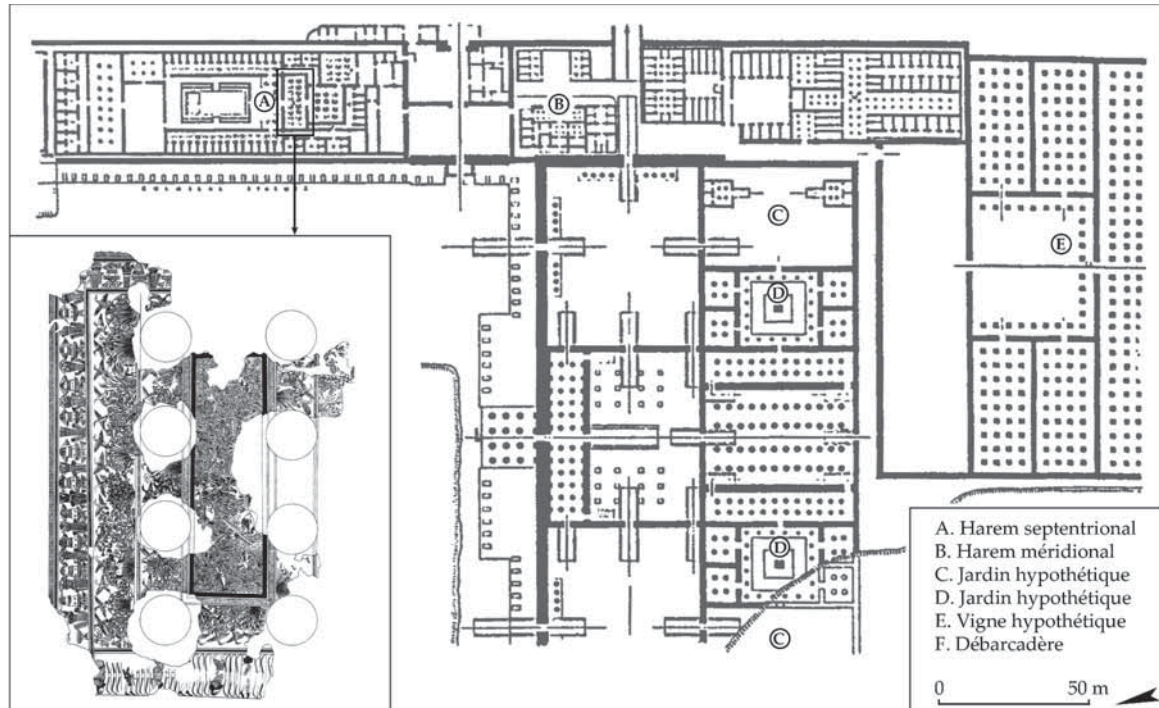 A
B
C
D
E
D
C
A. Harem septentrional
B. Harem méridional
C. Jardin hypothétique
D. Jardin hypothétique
E. Vigne hypothétique
F. Débarcadère
0 50 m